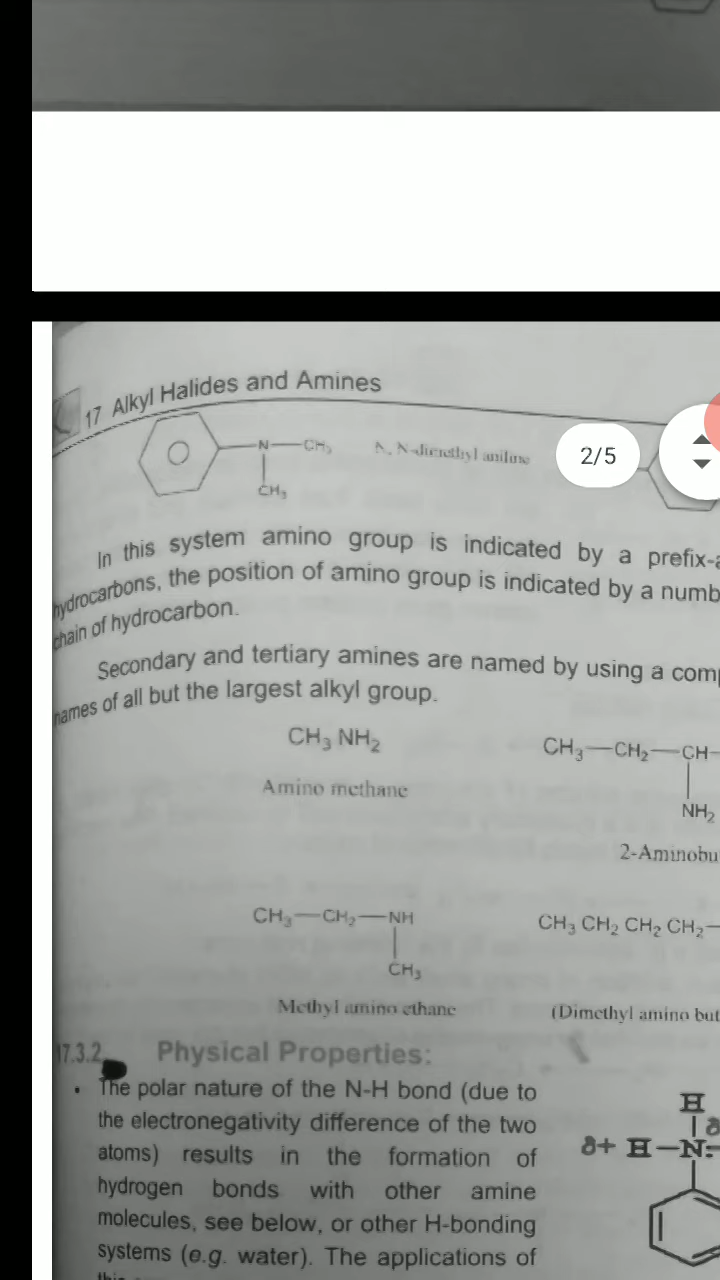 17 Alkyl Halides and Amines
N—CH₃
CH₃
N, N-dimethyl aniline
2/5
In this system amino group is indicated by a prefix-a
hydrocarbons, the position of amino group is indicated by a numb
chain of hydrocarbon.
Secondary and tertiary amines are named by using a comp
names of all but the largest alkyl group.
CH₃ NH₂
Amino methane
CH₃—CH₂—CH-
NH₂
2-Aminobu
CH₃—CH₂—NH
CH₃
Methyl amino ethane
CH₃ CH₂ CH₂ CH₂-
(Dimethyl amino but
17.3.2 Physical Properties:
• The polar nature of the N-H bond (due to
the electronegativity difference of the two
atoms) results in the formation of
hydrogen bonds with other amine
molecules, see below, or other H-bonding
systems (e.g. water). The applications of
H
∂
∂+ H—N:-